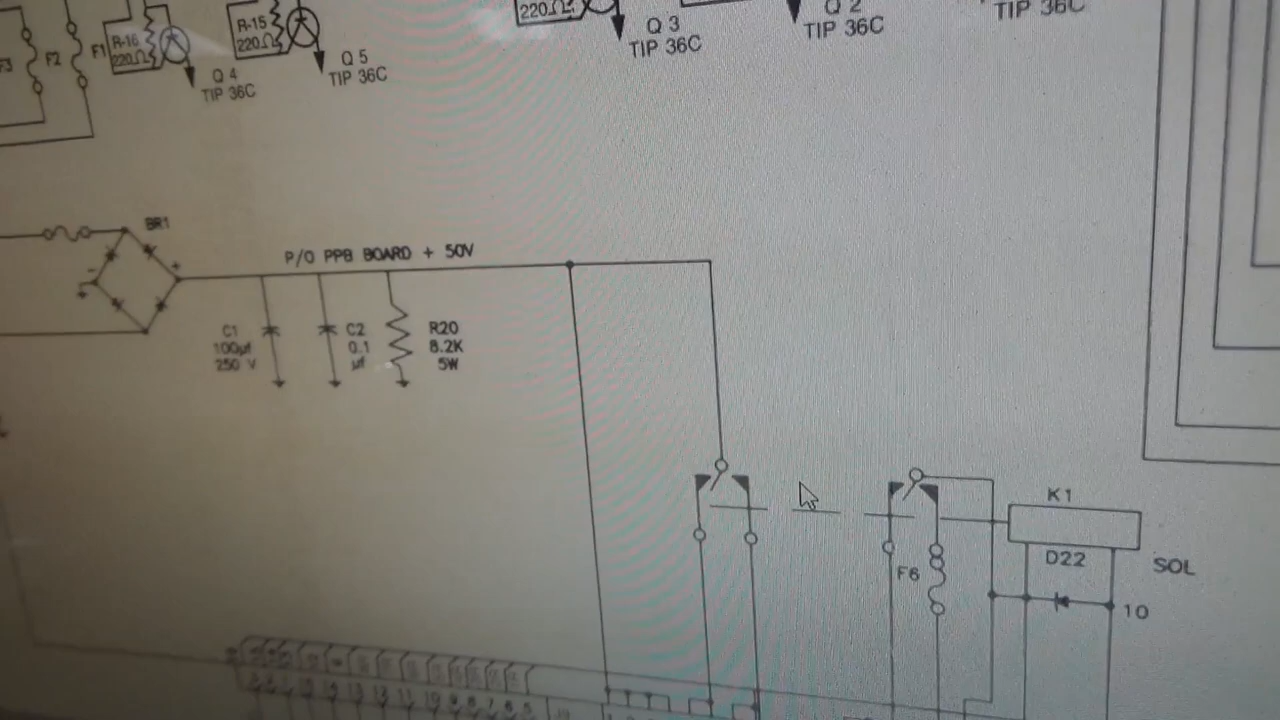 220Ω
Q 3
TIP 36C
Q 2
TIP 36C
TIP 36C
R-15
220Ω
Q 5
TIP 36C
R-16
220Ω
Q 4
TIP 36C
F3
F2
F1
BR1
-
+
P/O PPB BOARD + 50V
C1
100µf
250 V
C2
0.1
µf
R20
8.2K
5W
K1
D22
SOL
F6
10